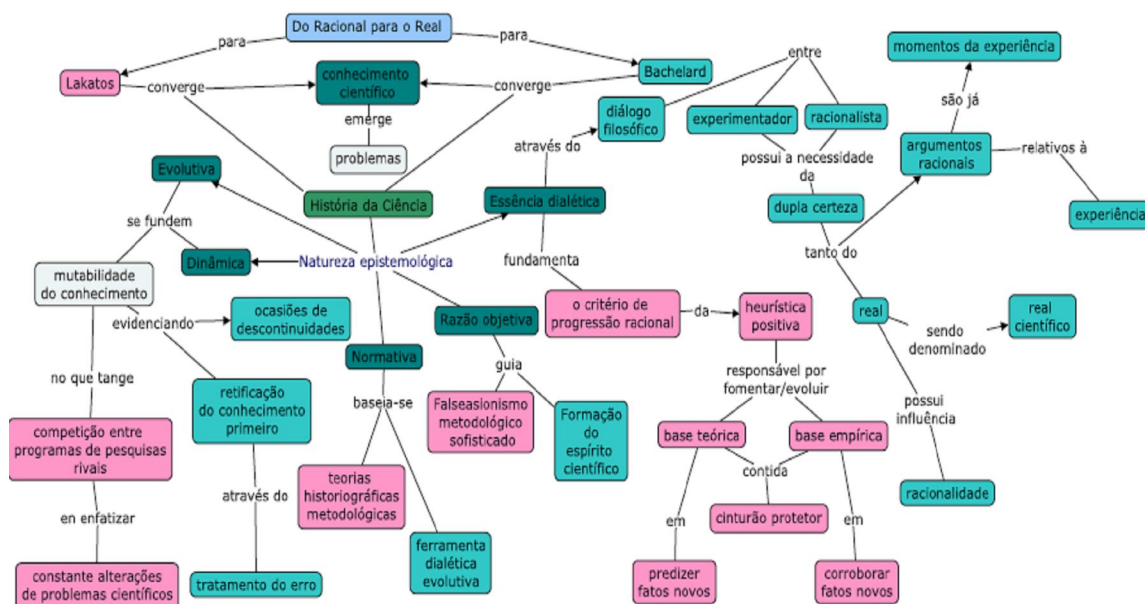 Do Racional para o Real
para
para
Lakatos
converge
conhecimento
científico
converge
Bachelard
emerge
problemas
História da Ciência
entre
momentos da experiência
diálogo
filosófico
experimentador
racionalista
são já
através do
possui a necessidade
da
argumentos
racionais
relativos à
experiência
dupla certeza
tanto do
Evolutiva
se fundem
Dinâmica
Natureza epistemológica
Essência dialética
fundamenta
mutabilidade
do conhecimento
evidenciando
ocasiões de
descontinuidades
Razão objetiva
o critério de
progressão racional
da
heurística
positiva
real
sendo
denominado
real
científico
no que tange
retificação
do conhecimento
primeiro
Normativa
baseia-se
guia
Falseasionismo
metodológico
sofisticado
Formação
do
espírito
científico
responsável por
fomentar/evoluir
possui
influência
competição entre
programas de pesquisas
rivais
base teórica
base empírica
contida
através do
teorias
historiográficas
metodológicas
racionalidade
en enfatizar
em
cinturão protetor
em
ferramenta
dialética
evolutiva
constante alterações
de problemas científicos
tratamento do erro
predizer
fatos novos
corroborar
fatos novos